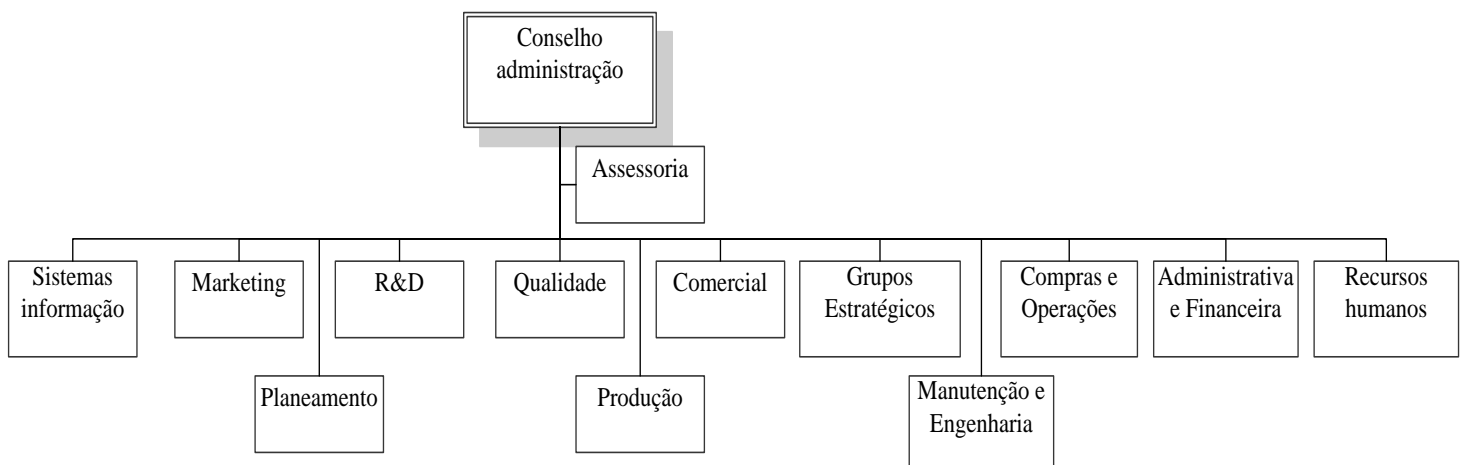 Conselho
administração
Assessoria
Sistemas
informação
Marketing
R&D
Qualidade
Comercial
Grupos
Estratégicos
Compras e
Operações
Administrativa
e Financeira
Recursos
humanos
Planeamento
Produção
Manutenção e
Engenharia